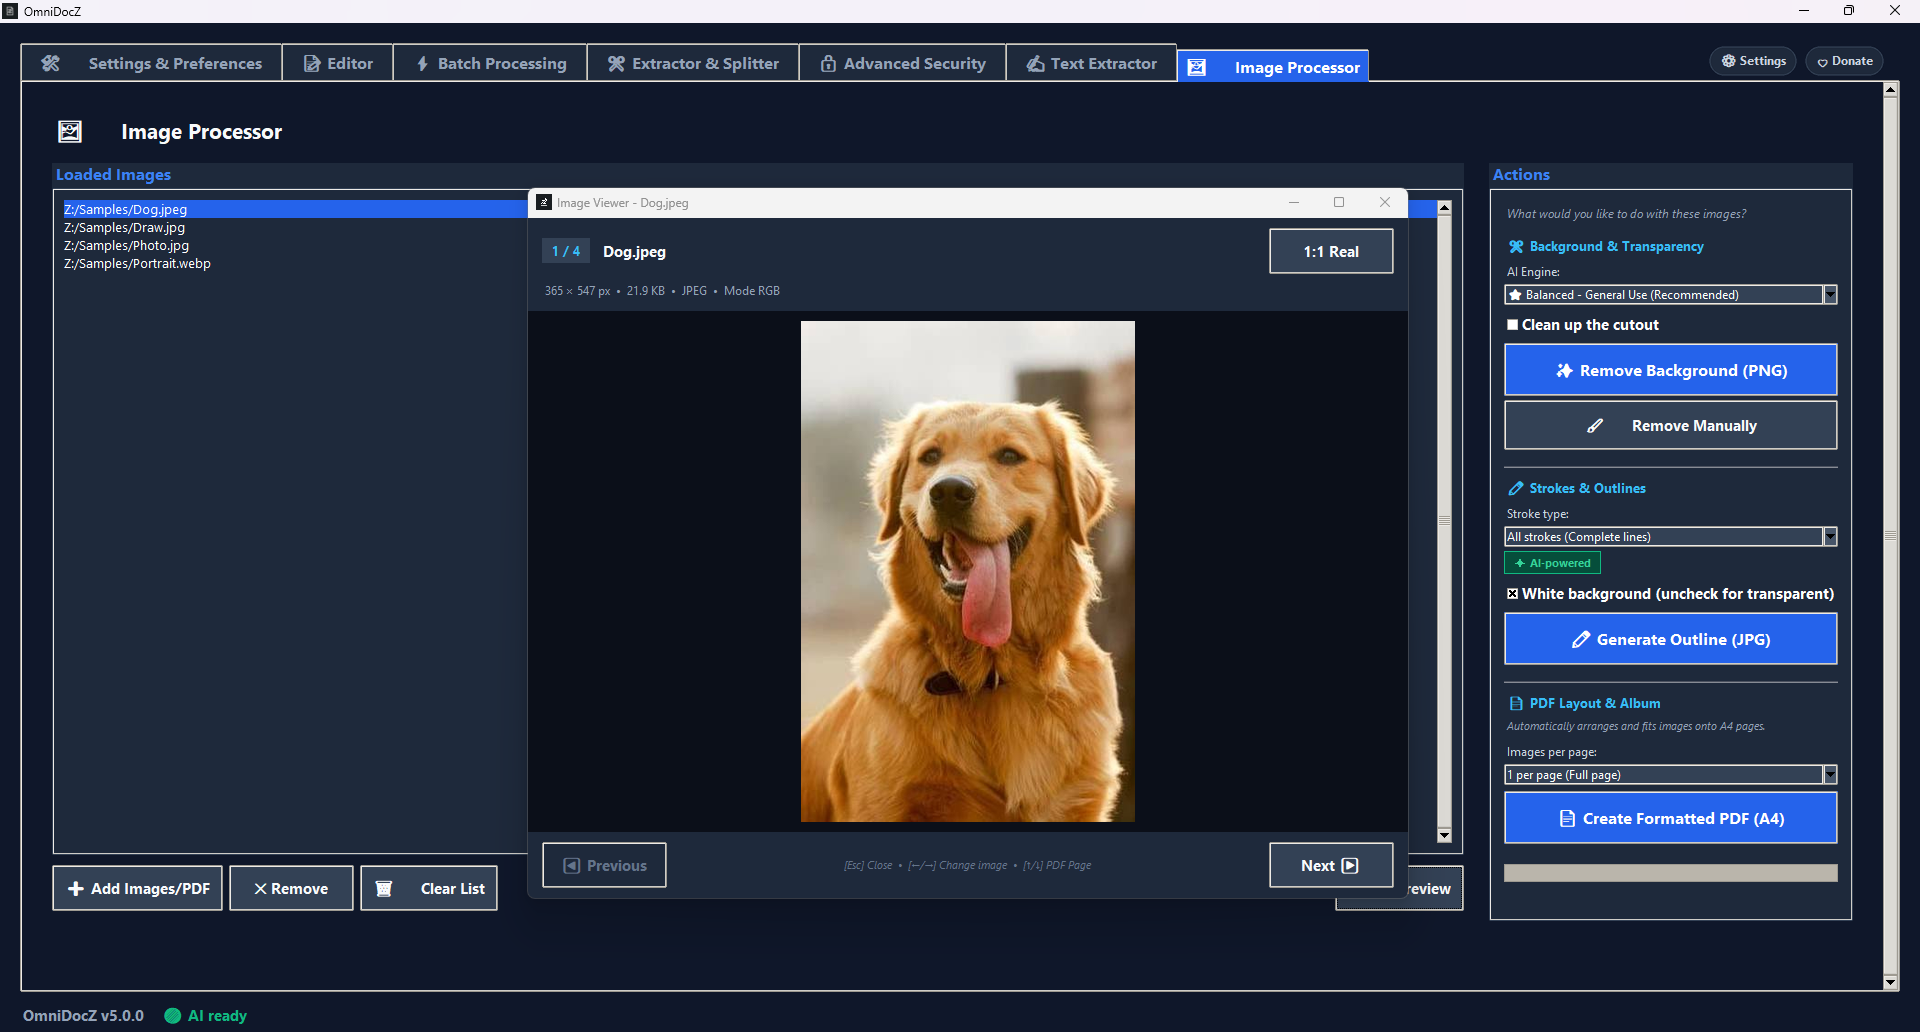 OmniDocZ
Settings & Preferences
Editor
Batch Processing
Extractor & Splitter
Advanced Security
Text Extractor
Image Processor
Settings
Donate
Image Processor
Loaded Images
Z:/Samples/Dog.jpeg
Z:/Samples/Draw.jpg
Z:/Samples/Photo.jpg
Z:/Samples/Portrait.webp
Add Images/PDF
Remove
Clear List
review
Image Viewer - Dog.jpeg
1 / 4
Dog.jpeg
1:1 Real
365 × 547 px • 21.9 KB • JPEG • Mode RGB
Previous
[Esc] Close • [←/→] Change image • [↑/↓] PDF Page
Next
Actions
What would you like to do with these images?
Background & Transparency
AI Engine:
Balanced - General Use (Recommended)
Clean up the cutout
Remove Background (PNG)
Remove Manually
Strokes & Outlines
Stroke type:
All strokes (Complete lines)
AI-powered
White background (uncheck for transparent)
Generate Outline (JPG)
PDF Layout & Album
Automatically arranges and fits images onto A4 pages.
Images per page:
1 per page (Full page)
Create Formatted PDF (A4)
OmniDocZ v5.0.0
AI ready